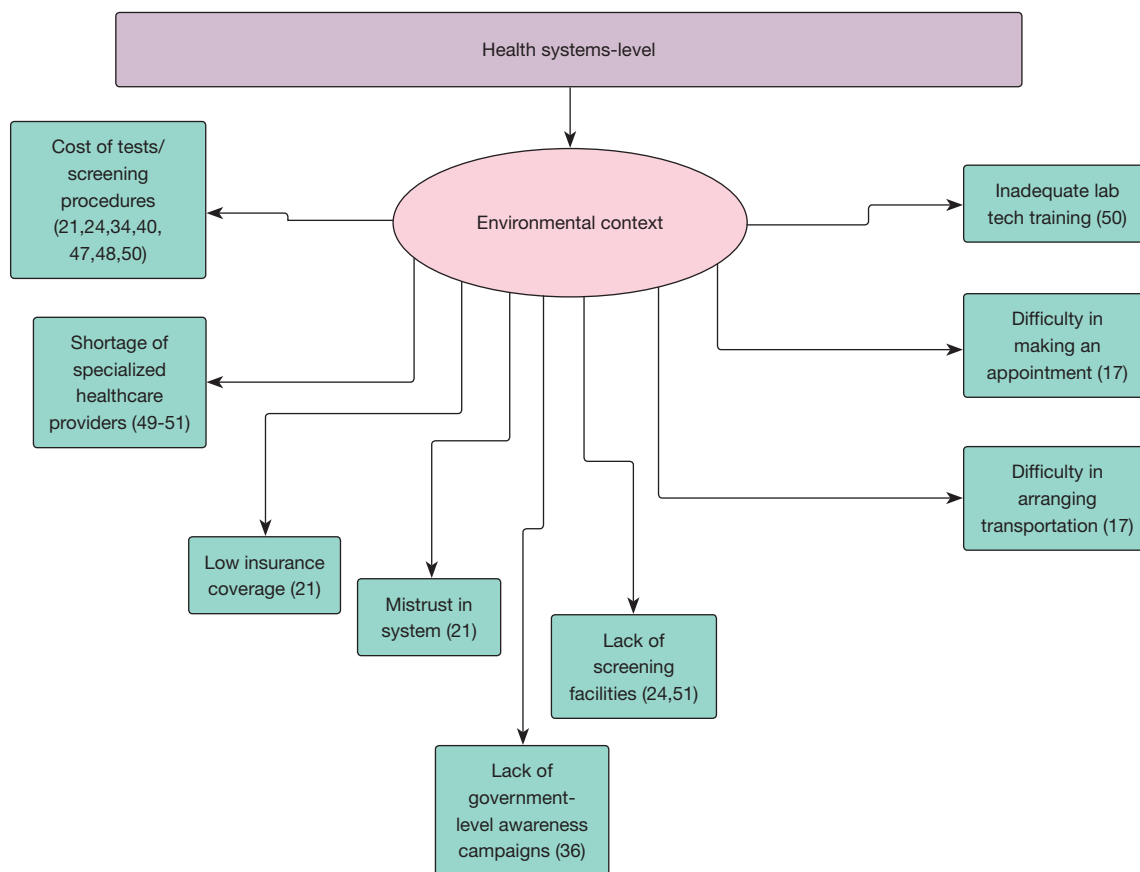 Health systems-level
Environmental context
Cost of tests/
screening
procedures
(21,24,34,40,
47,48,50)
Shortage of
specialized
healthcare
providers (49-51)
Low insurance
coverage (21)
Mistrust in
system (21)
Lack of
government-
level awareness
campaigns (36)
Lack of
screening
facilities (24,51)
Difficulty in
arranging
transportation (17)
Difficulty in
making an
appointment (17)
Inadequate lab
tech training (50)